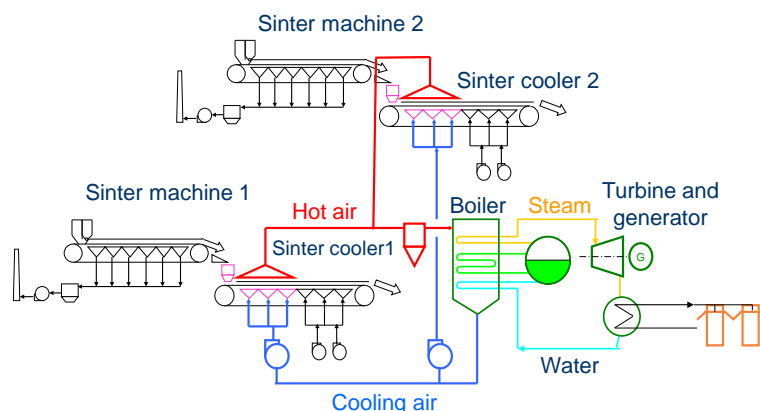 Sinter machine 2
Sinter cooler 2
Sinter machine 1
Hot air
Boiler
Steam
Turbine and
generator
Sinter cooler1
G
Water
Cooling air